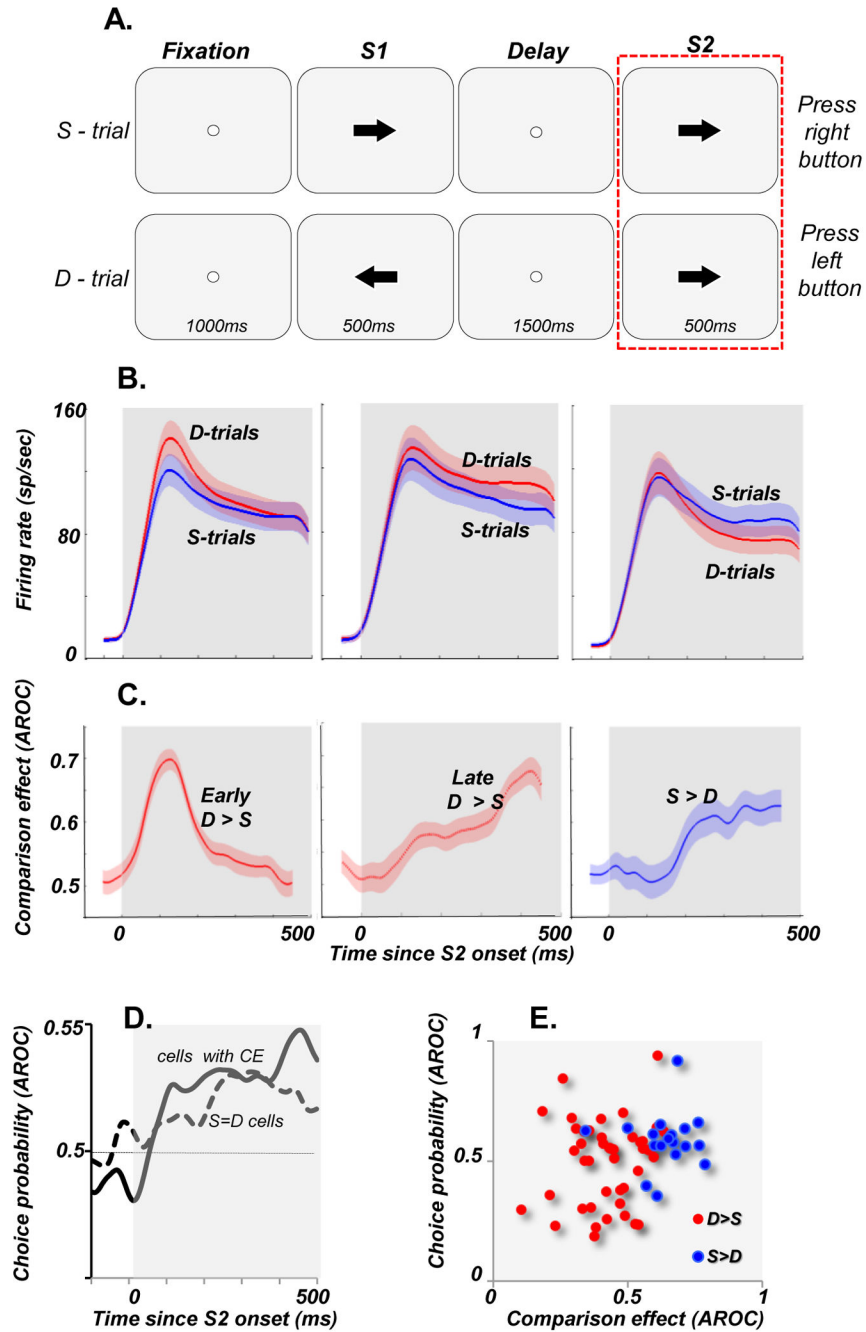 A.
Fixation S1 Delay S2
S - trial
Press
right
button
D - trial
Press
left
button
1000ms 500ms 1500ms 500ms
B.
Firing rate (sp/sec)
160
80
0
D-trials
S-trials
D-trials
S-trials
S-trials
D-trials
C.
Comparison effect (AROC)
0.7
0.6
0.5
Early
D > S
Late
D > S
S > D
0 500 0 500 0 500
Time since S2 onset (ms)
D.
Choice probability (AROC)
0.55
0.5
cells with CE
S=D cells
0 500
Time since S2 onset (ms)
E.
Choice probability (AROC)
1
0.5
0
D>S
S>D
0 0.5 1
Comparison effect (AROC)